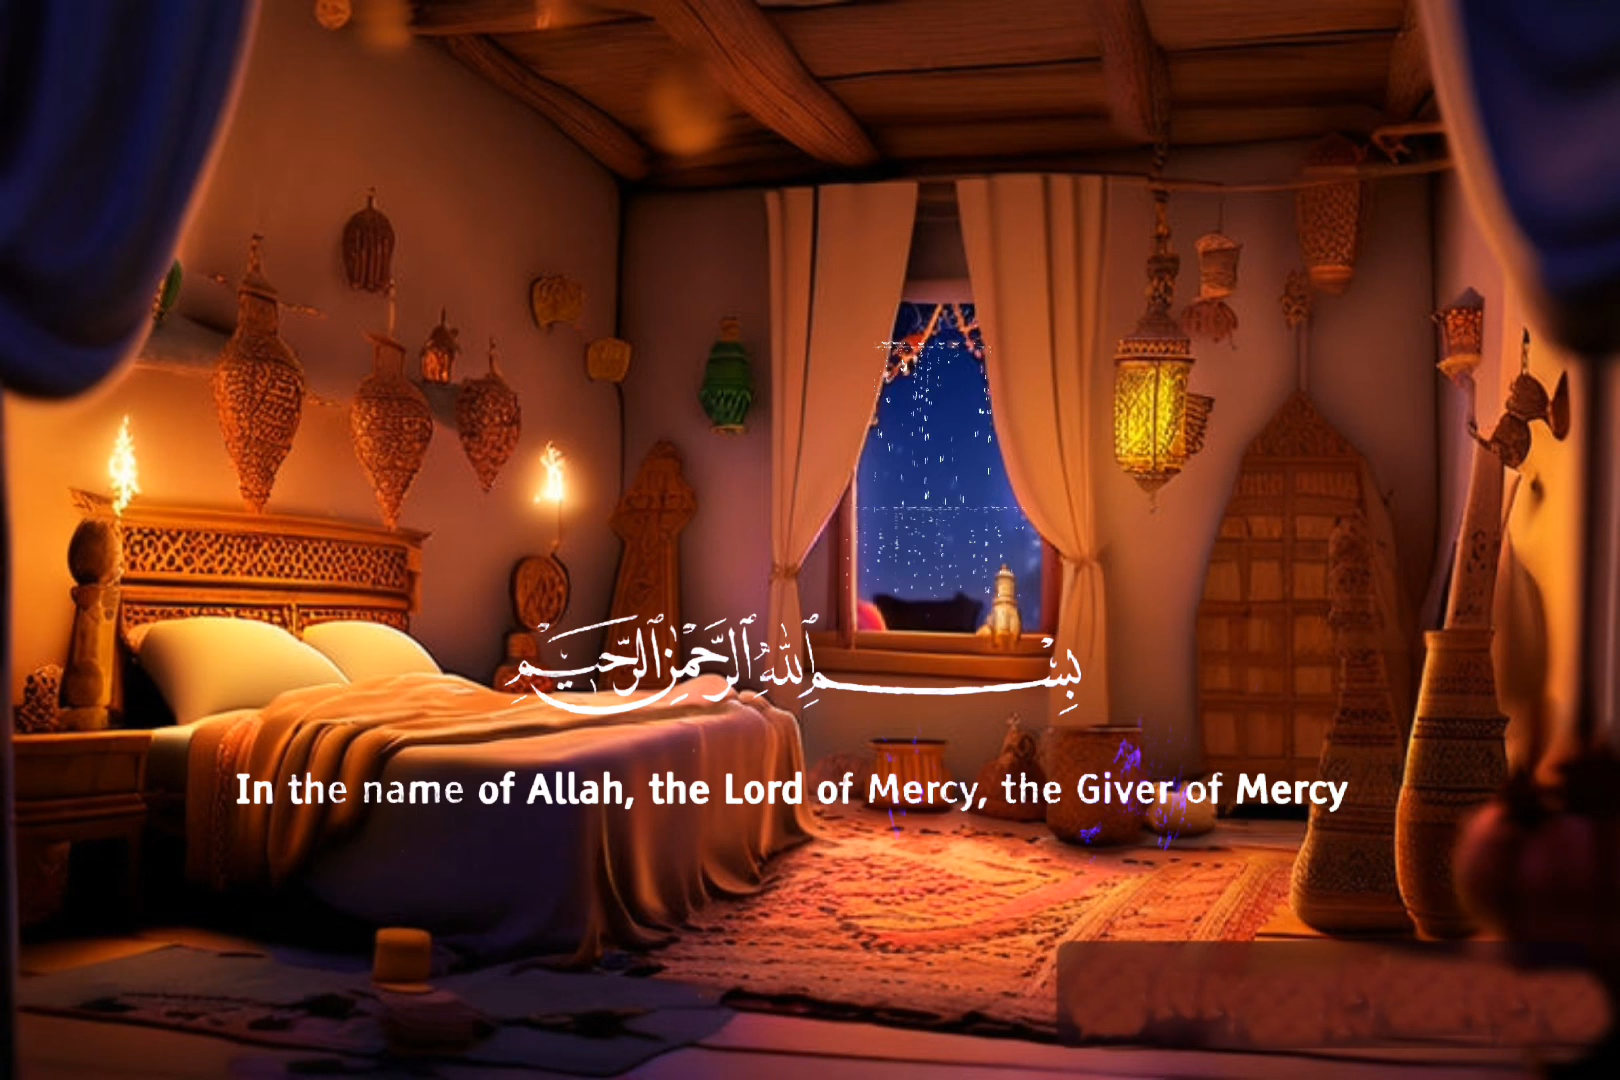 بِسْمِ ٱللَّهِ ٱلرَّحْمَٰنِ ٱلرَّحِيمِ
In the name of Allah, the Lord of Mercy, the Giver of Mercy